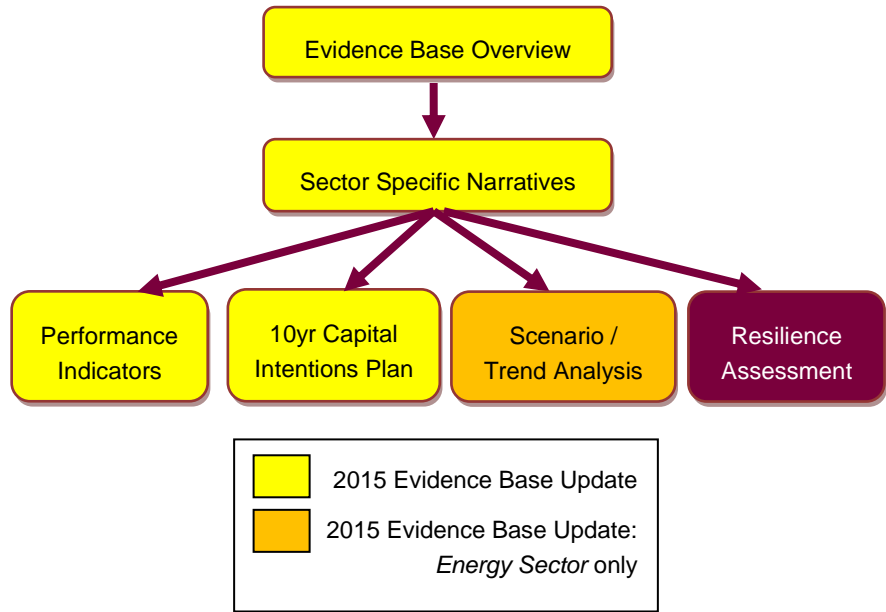 Evidence Base Overview
Sector Specific Narratives
Performance
Indicators
10yr Capital
Intentions Plan
Scenario /
Trend Analysis
Resilience
Assessment
2015 Evidence Base Update
2015 Evidence Base Update:
Energy Sector only